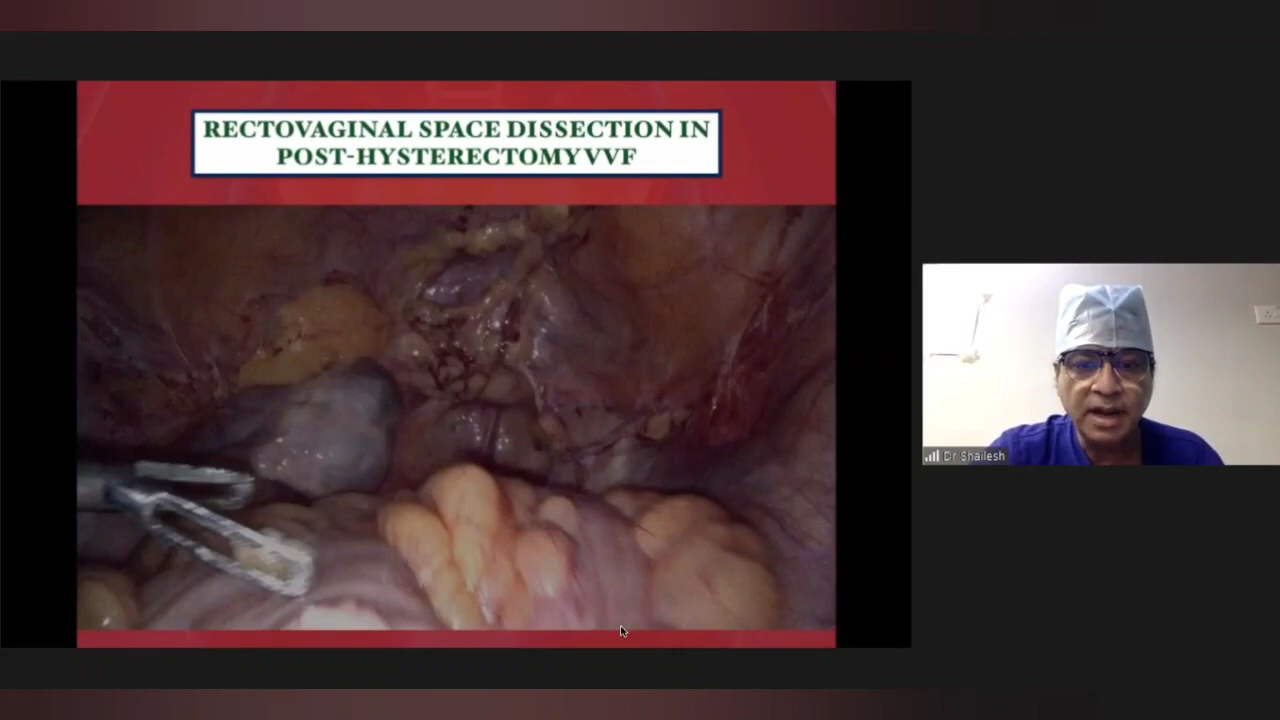 RECTOVAGINAL SPACE DISSECTION IN
POST-HYSTERECTOMY VVF
Dr Shailesh